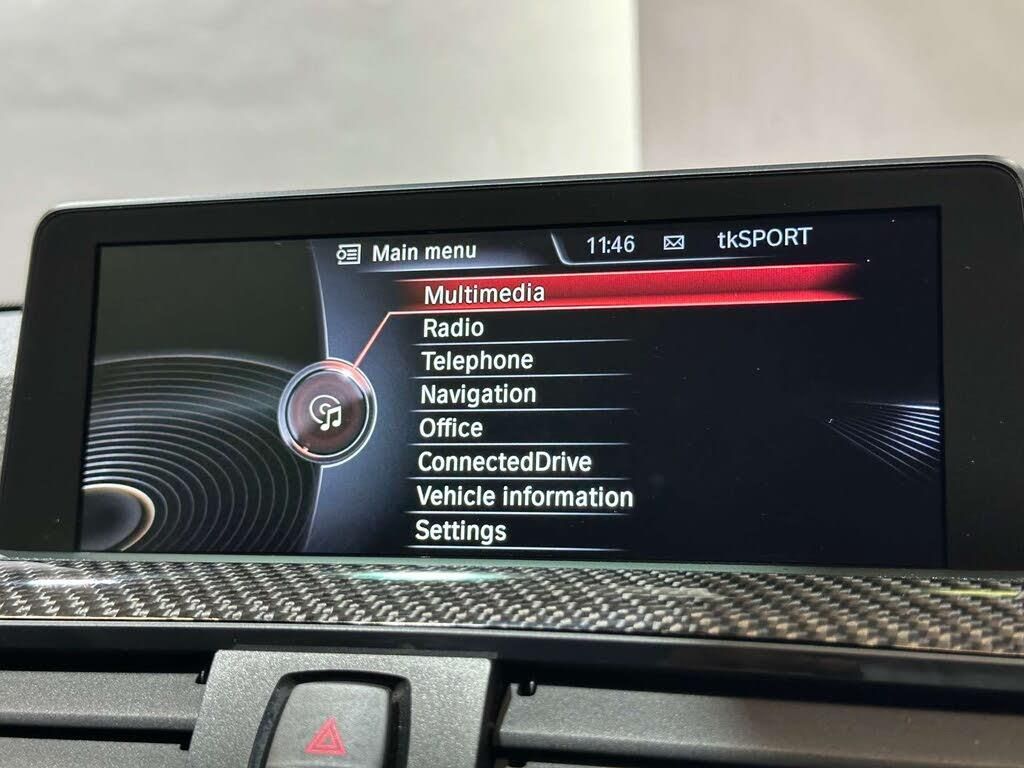 Main menu
11:46 tkSPORT
Multimedia
Radio
Telephone
Navigation
Office
ConnectedDrive
Vehicle information
Settings